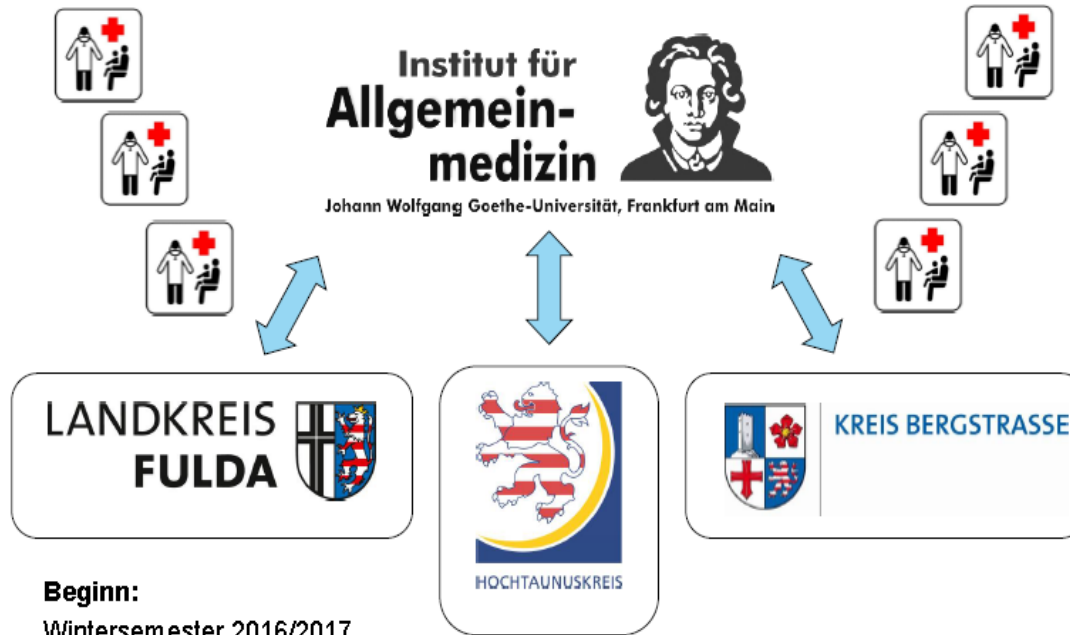 Institut für
Allgemein-
medizin
Johann Wolfgang Goethe-Universität, Frankfurt am Main
LANDKREIS
FULDA
HOCHTAUNUSKREIS
KREIS BERGSTRASSE
Beginn:
Wintersemester 2016/2017